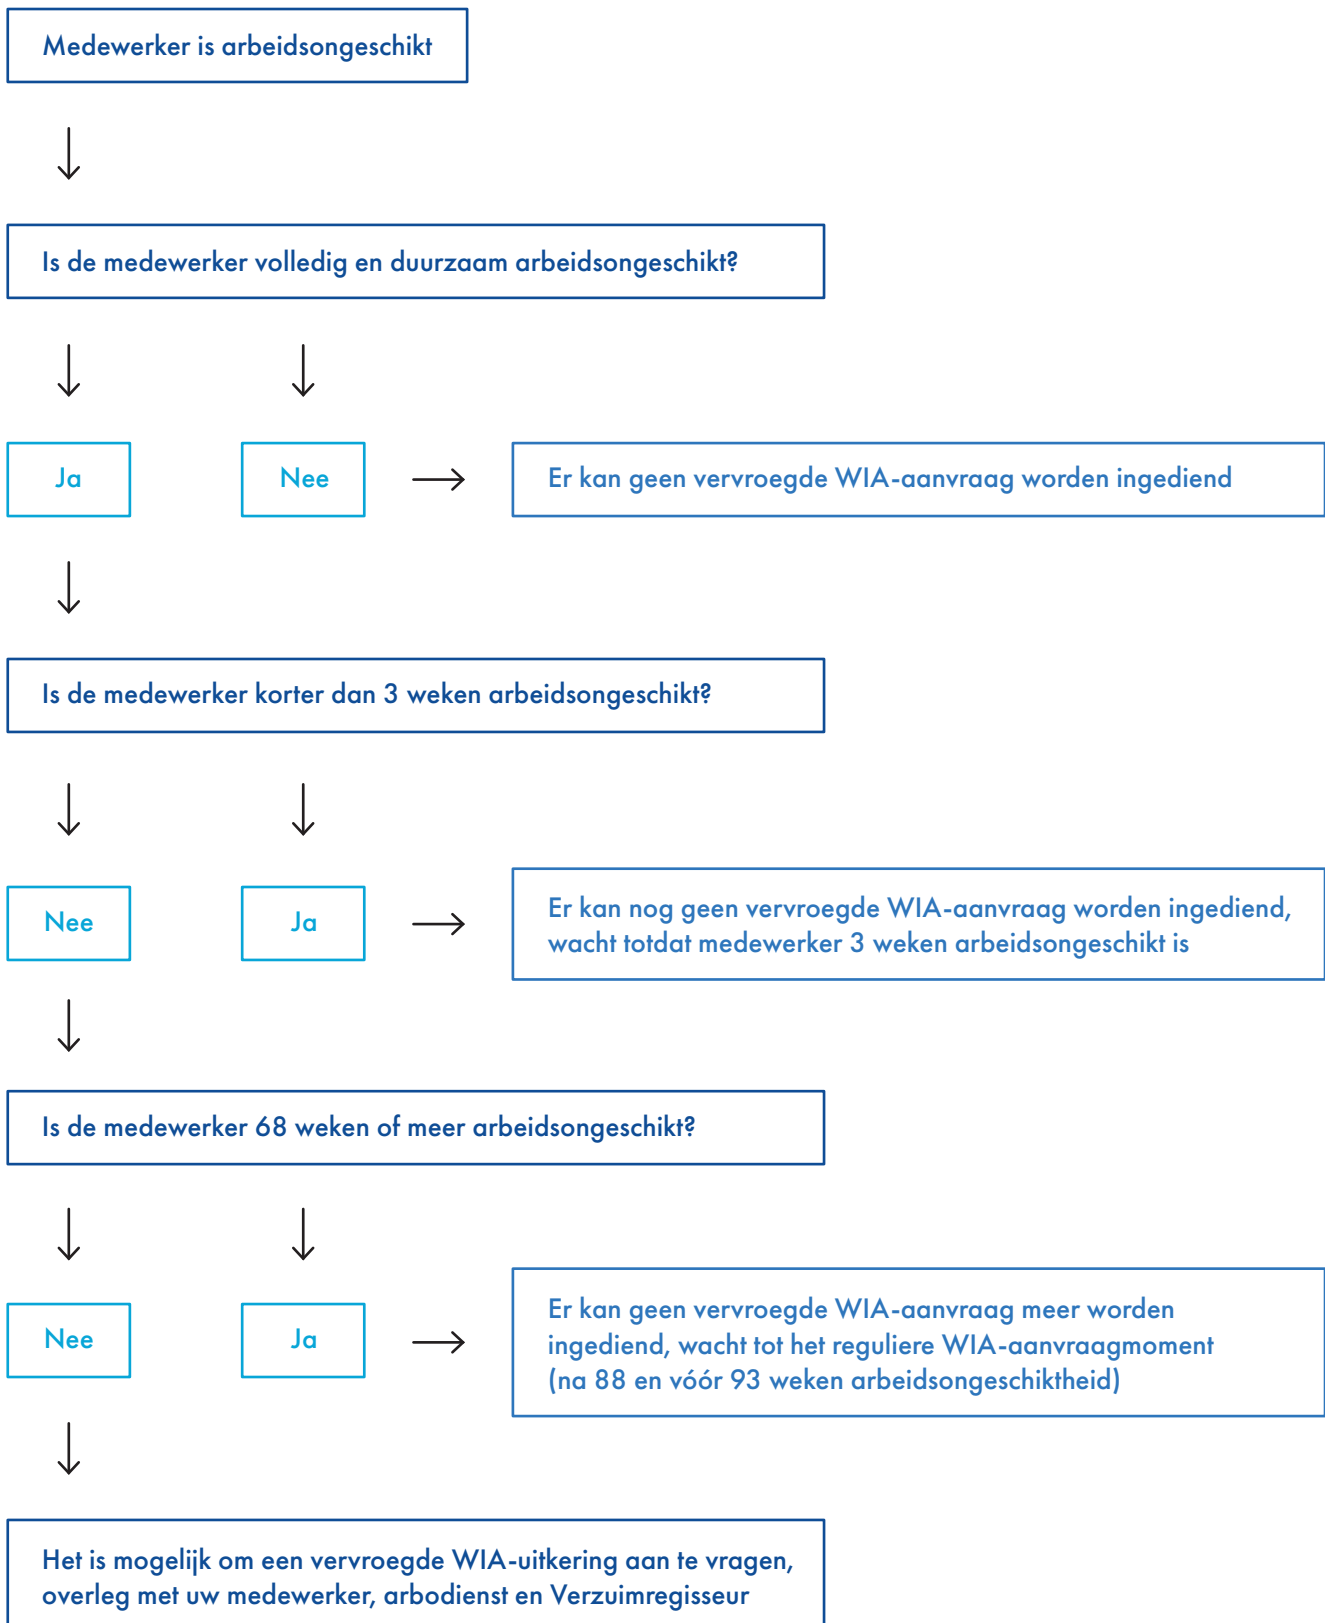 Medewerker is arbeidsongeschikt
Is de medewerker volledig en duurzaam arbeidsongeschikt?
Ja
Nee
Er kan geen vervroegde WIA-aanvraag worden ingediend
Is de medewerker korter dan 3 weken arbeidsongeschikt?
Nee
Ja
Er kan nog geen vervroegde WIA-aanvraag worden ingediend,
wacht totdat medewerker 3 weken arbeidsongeschikt is
Is de medewerker 68 weken of meer arbeidsongeschikt?
Nee
Ja
Er kan geen vervroegde WIA-aanvraag meer worden
ingediend, wacht tot het reguliere WIA-aanvraagmoment
(na 88 en vóór 93 weken arbeidsongeschiktheid)
Het is mogelijk om een vervroegde WIA-uitkering aan te vragen,
overleg met uw medewerker, arbodienst en Verzuimregisseur